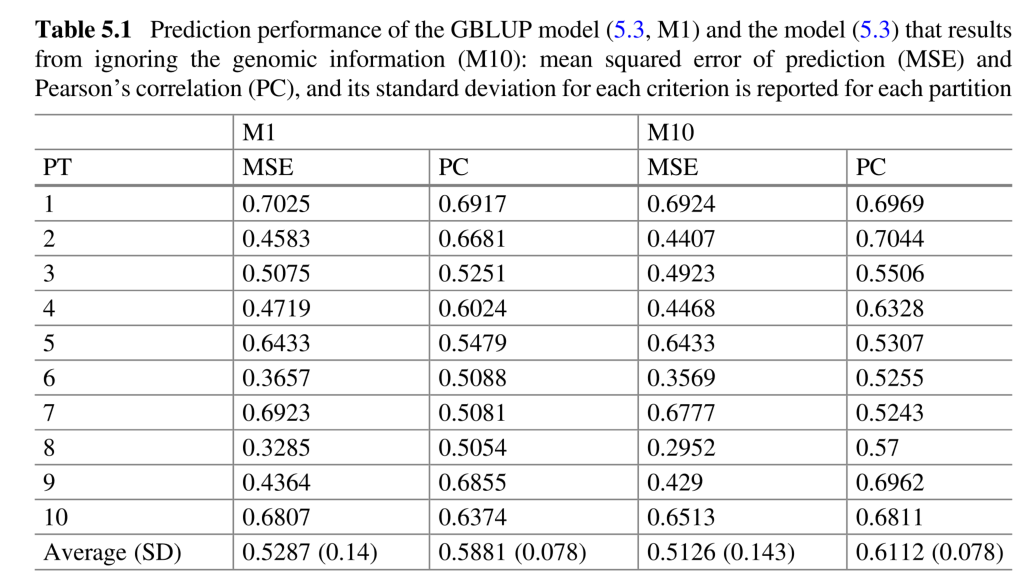 Table 5.1 Prediction performance of the GBLUP model (5.3, M1) and the model (5.3) that results
from ignoring the genomic information (M10): mean squared error of prediction (MSE) and
Pearson's correlation (PC), and its standard deviation for each criterion is reported for each partition
M1 M10
PT MSE PC MSE PC
1 0.7025 0.6917 0.6924 0.6969
2 0.4583 0.6681 0.4407 0.7044
3 0.5075 0.5251 0.4923 0.5506
4 0.4719 0.6024 0.4468 0.6328
5 0.6433 0.5479 0.6433 0.5307
6 0.3657 0.5088 0.3569 0.5255
7 0.6923 0.5081 0.6777 0.5243
8 0.3285 0.5054 0.2952 0.57
9 0.4364 0.6855 0.429 0.6962
10 0.6807 0.6374 0.6513 0.6811
Average (SD) 0.5287 (0.14) 0.5881 (0.078) 0.5126 (0.143) 0.6112 (0.078)